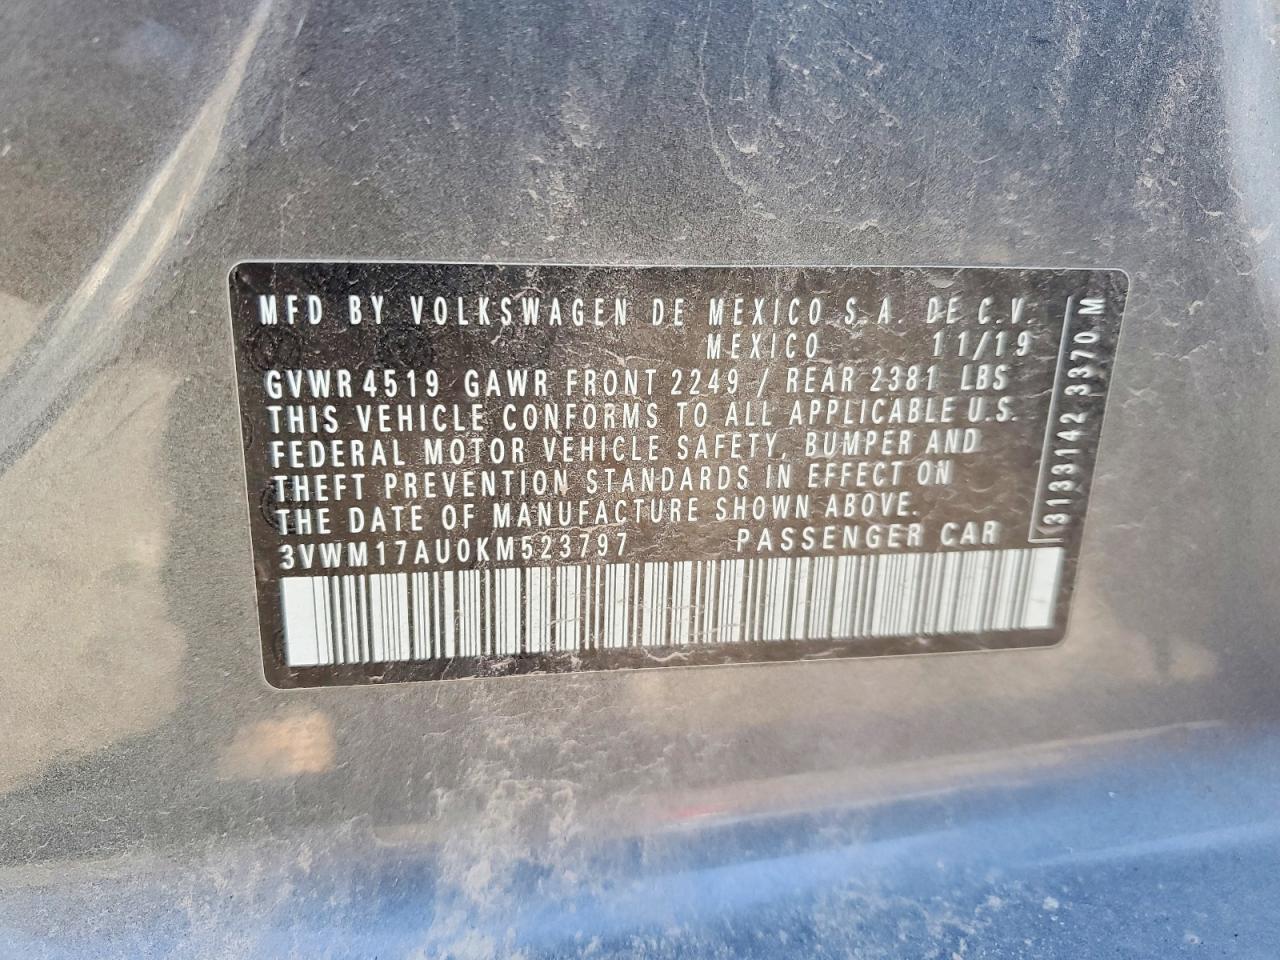 MFD BY VOLKSWAGEN DE MEXICO S.A. DE C.V.
MEXICO 11/19
GVWR 4519 GAWR FRONT 2249 / REAR 2381 LBS
THIS VEHICLE CONFORMS TO ALL APPLICABLE U.S.
FEDERAL MOTOR VEHICLE SAFETY, BUMPER AND
THEFT PREVENTION STANDARDS IN EFFECT ON
THE DATE OF MANUFACTURE SHOWN ABOVE.
3VWM17AU0KM523797 PASSENGER CAR
3133142 3370 M